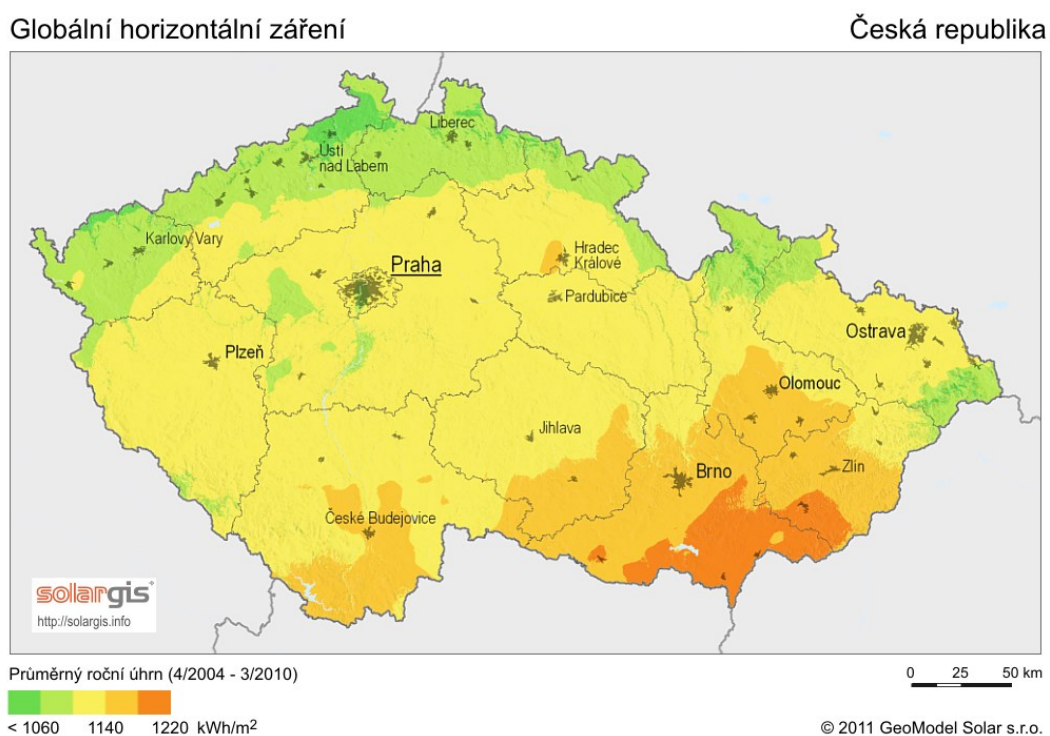 Globální horizontální záření
Česká republika
Liberec
Ústí
nad Labem
Karlovy Vary
Praha
Hradec
Králové
Pardubice
Plzeň
Ostrava
Olomouc
Jihlava
Brno
Zlín
České Budejovice
solargis
http://solargis.info
Průměrný roční úhrn (4/2004 - 3/2010)
0 25 50 km
< 1060 1140 1220 kWh/m2
© 2011 GeoModel Solar s.r.o.